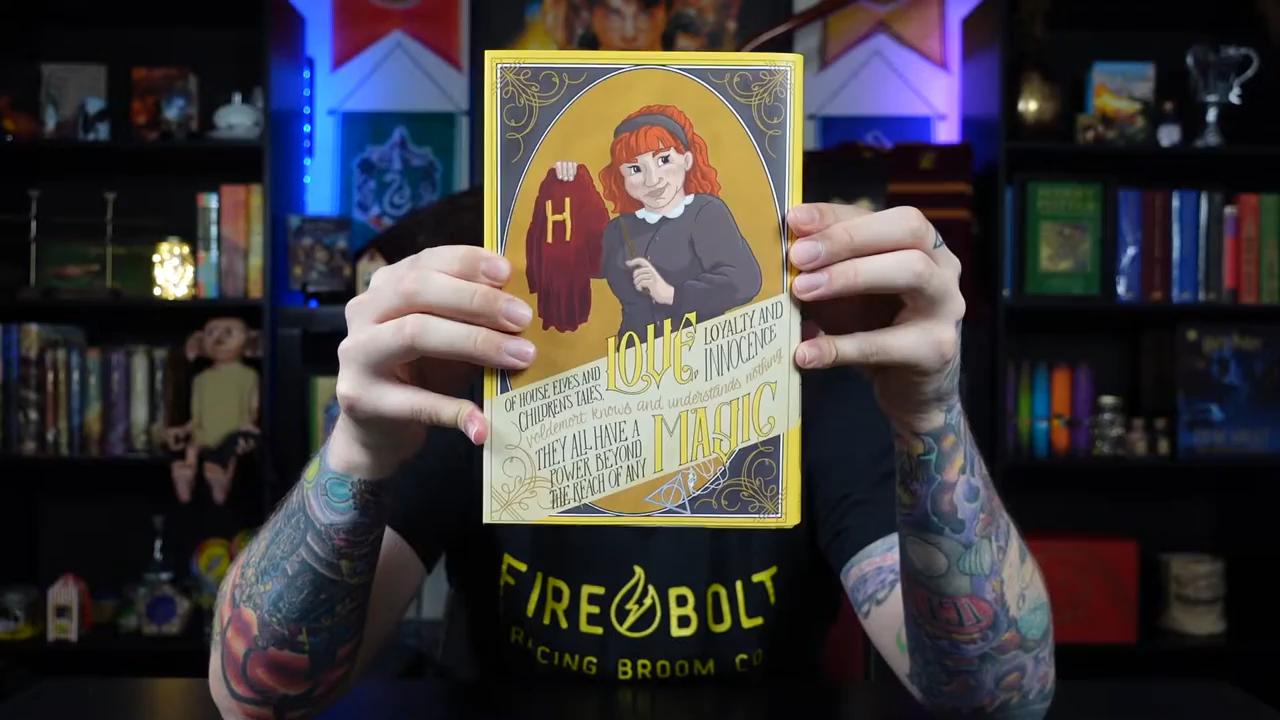 H
OF HOUSE ELVES AND
CHILDREN'S TALES,
LOVE,
LOYALTY, AND
INNOCENCE
voldemort knows and understands nothing
THEY ALL HAVE A
POWER BEYOND
THE REACH OF ANY
MAGIC
FIREBOLT
RACING BROOM CO